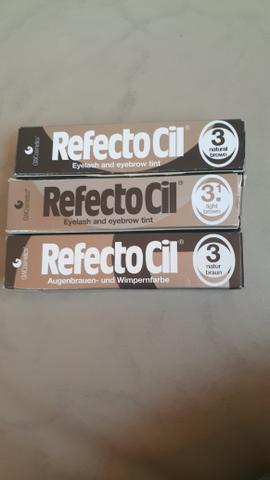 RefectoCil®
Eyelash and eyebrow tint
3
natural
brown
RefectoCil®
Eyelash and eyebrow tint
3.1
light
brown
RefectoCil®
Augenbrauen- und Wimpernfarbe
3
natur
braun